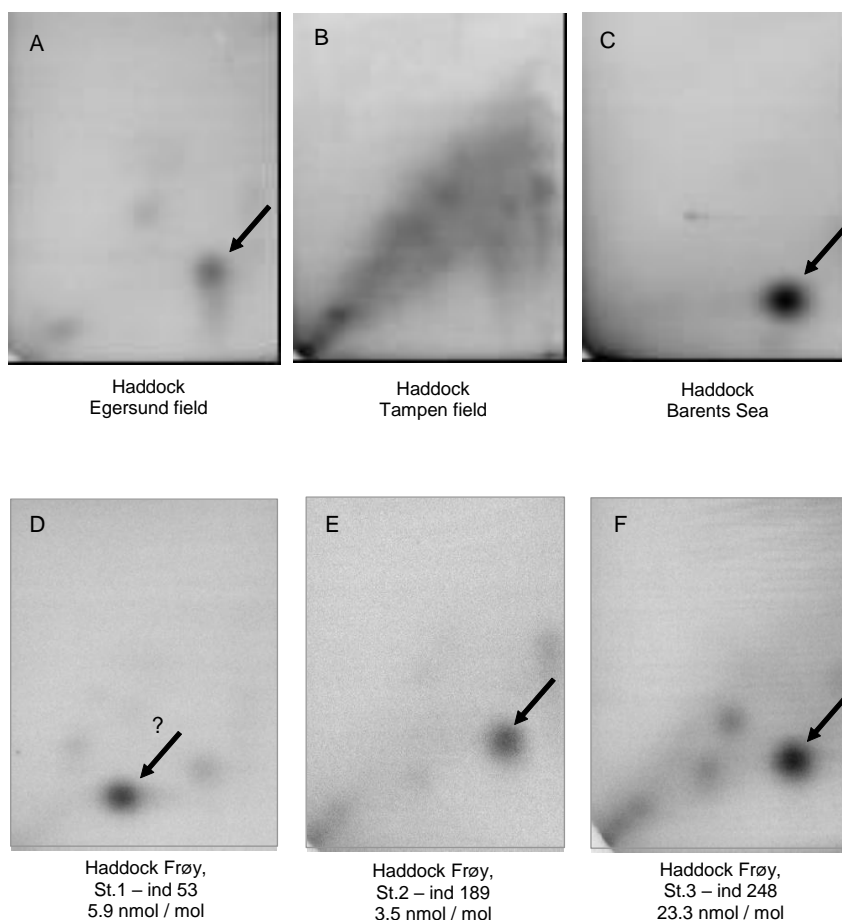 A
B
C
Haddock
Egersund field
Haddock
Tampen field
Haddock
Barents Sea
D
E
F
?
Haddock Frøy,
St.1 – ind 53
5.9 nmol / mol
Haddock Frøy,
St.2 – ind 189
3.5 nmol / mol
Haddock Frøy,
St.3 – ind 248
23.3 nmol / mol